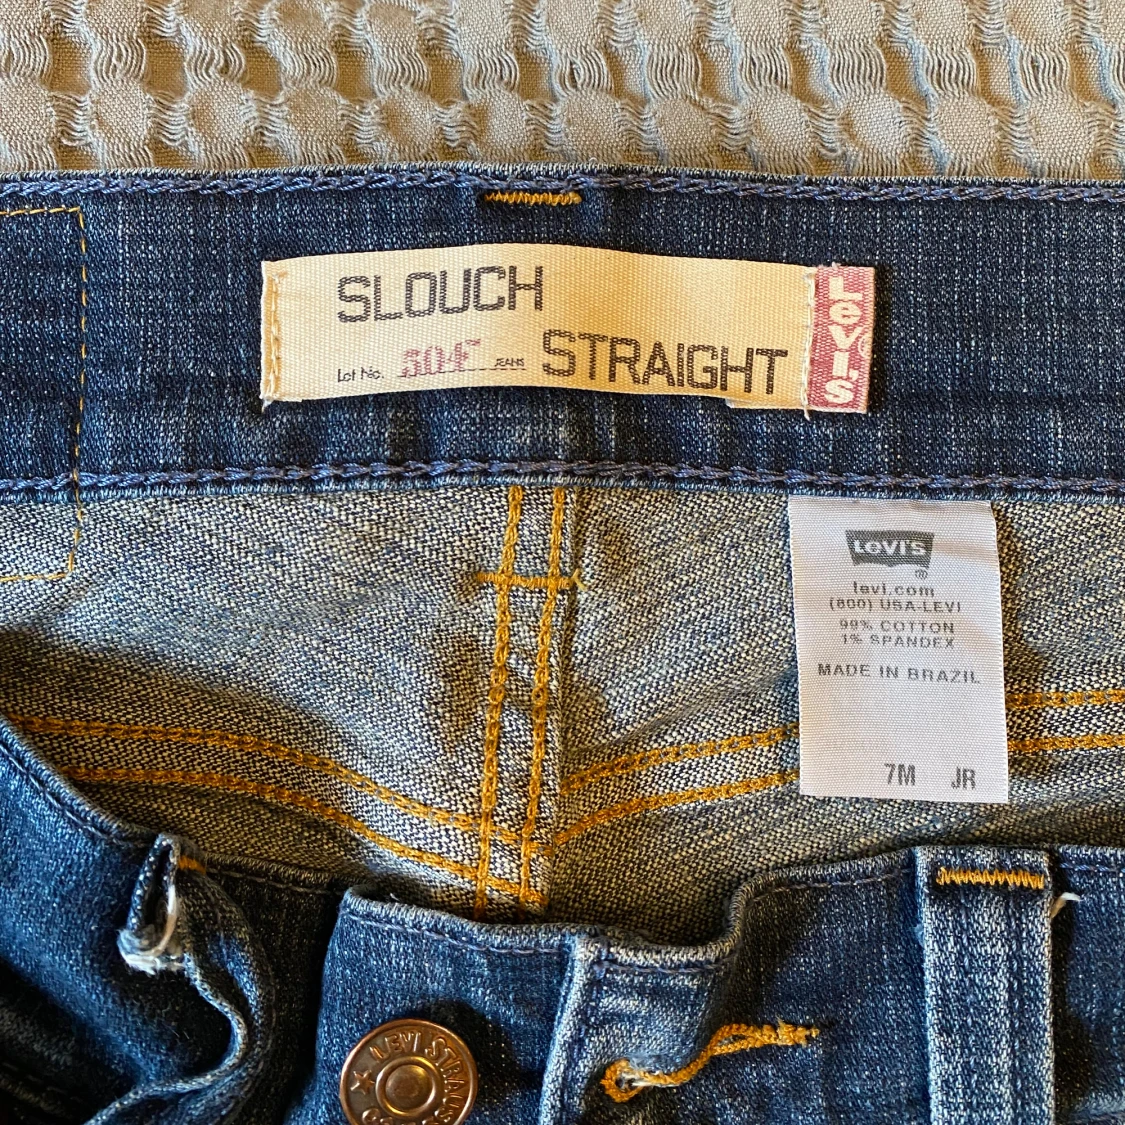 SLOUCH
Lot No. 504 JEANS STRAIGHT
Levi's
LEVI'S ®
levi.com
(800) USA-LEVI
99% COTTON
1% SPANDEX
MADE IN BRAZIL
7M JR
LEVI STRAUSS